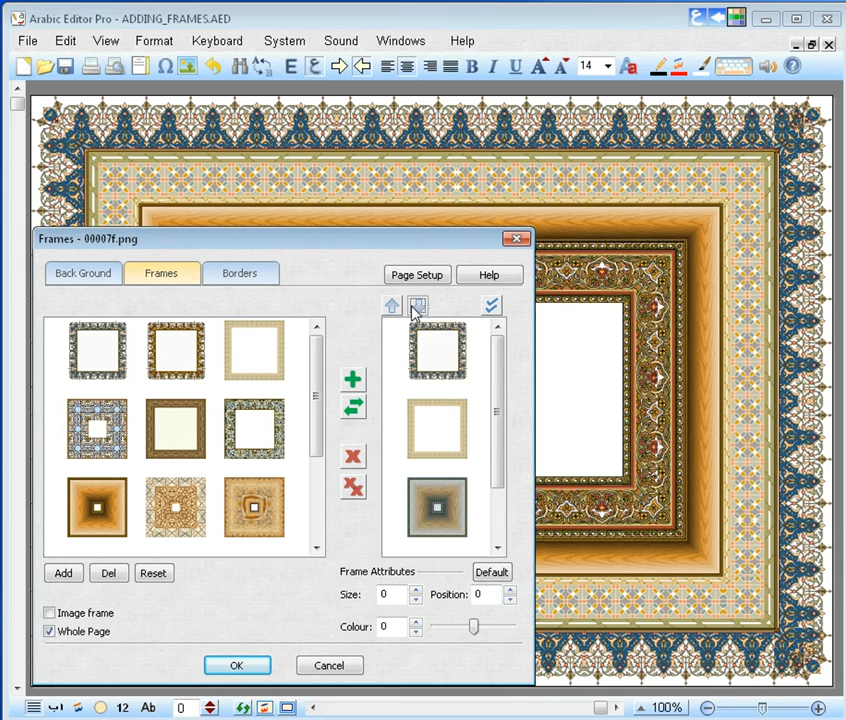 Arabic Editor Pro - ADDING_FRAMES.AED
ع
File Edit View Format Keyboard System Sound Windows Help
Ω E ع B I U A A 14 Aa
Frames - 00007f.png
Back Ground Frames Borders Page Setup Help
Add Del Reset
Frame Attributes Default
Size: 0 Position: 0
Image frame
Whole Page
Colour: 0
OK Cancel
12 Ab 0 100%